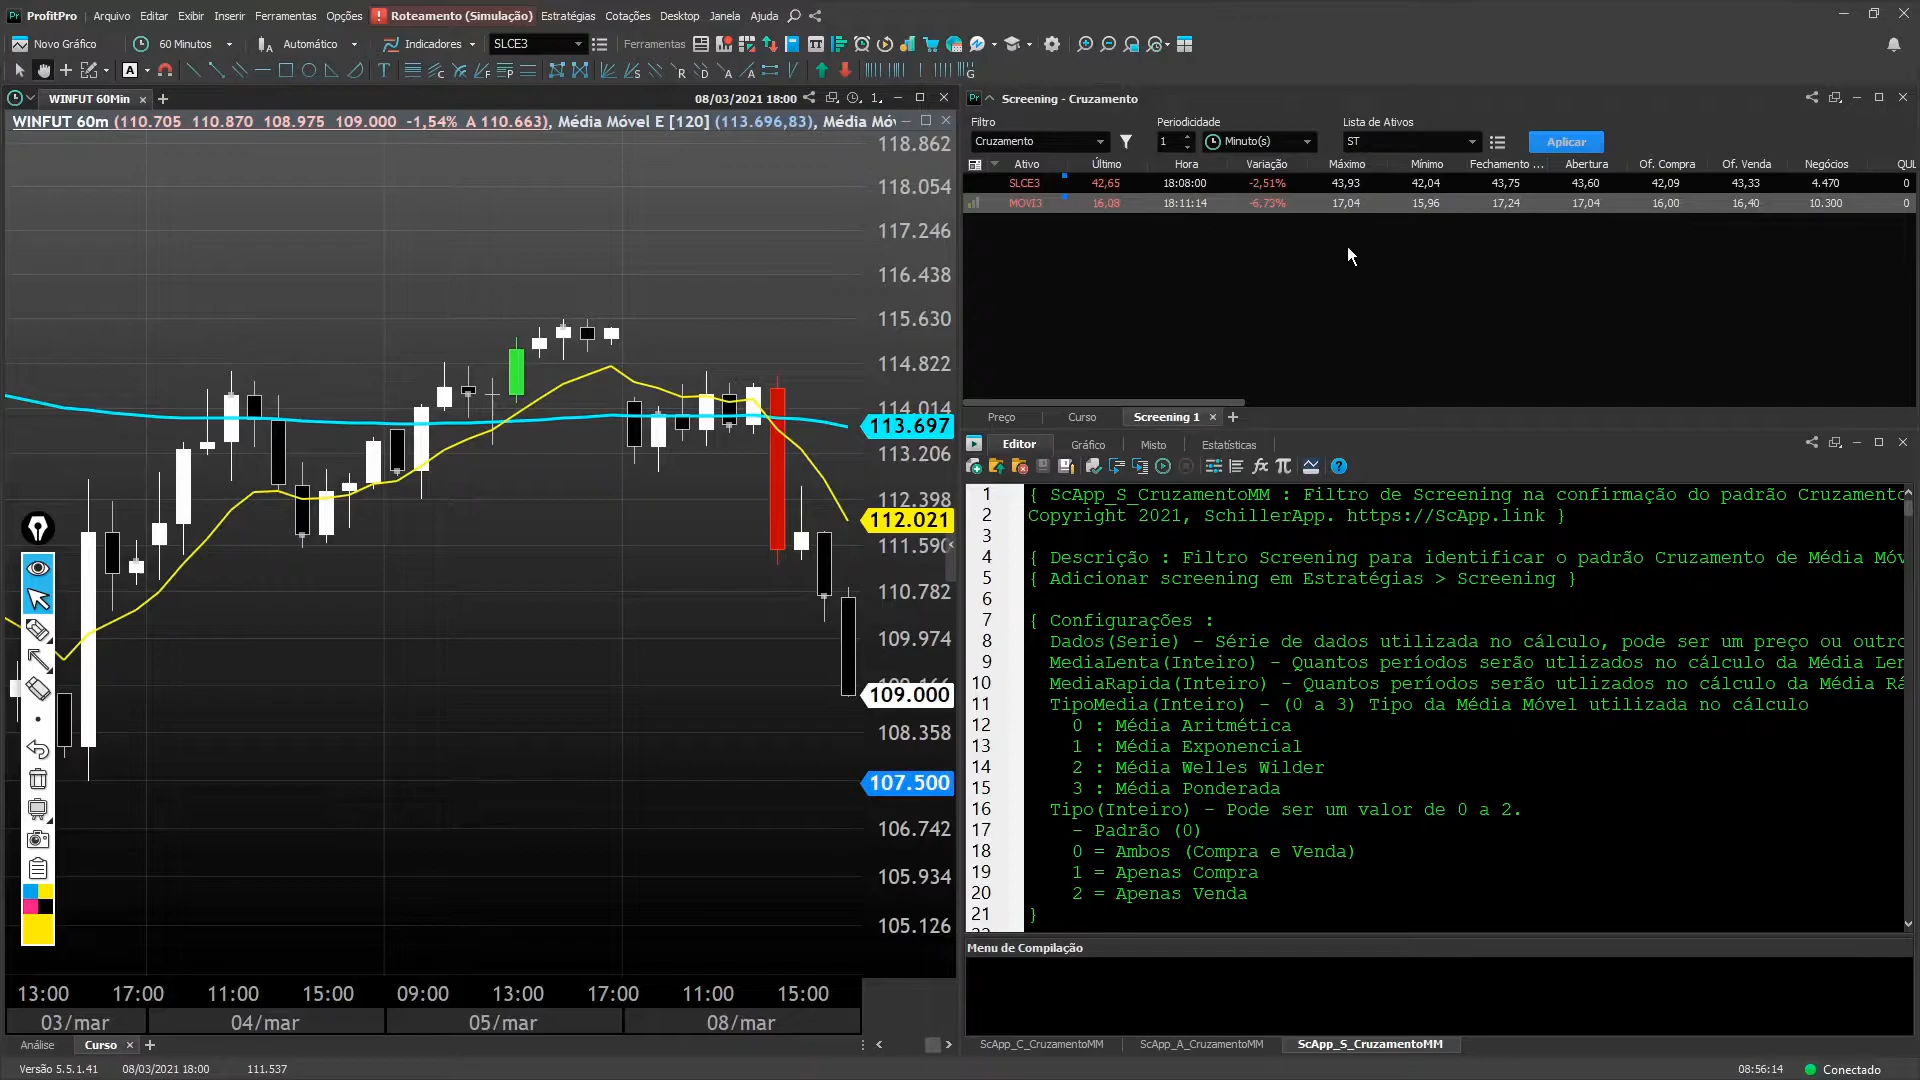 ProfitPro Arquivo Editar Exibir Inserir Ferramentas Opções Roteamento (Simulação) Estratégias Cotações Desktop Janela Ajuda
Novo Gráfico 60 Minutos Automático Indicadores SLCE3 Ferramentas
WINFUT 60Min 08/03/2021 18:00
WINFUT 60m (110.705 110.870 108.975 109.000 -1,54% A 110.663), Média Móvel E [120] (113.696,83), Média
118.862
118.054
117.246
116.438
115.630
114.822
114.014
113.697
113.206
112.398
112.021
111.590
110.782
109.974
109.000
108.358
107.500
106.742
105.934
105.126
13:00 17:00 11:00 15:00 09:00 13:00 17:00 11:00 15:00
03/mar 04/mar 05/mar 08/mar
Análise Curso
Screening - Cruzamento
Filtro Periodicidade Lista de Ativos
Cruzamento 1 Minuto(s) ST Aplicar
Ativo Último Hora Variação Máximo Mínimo Fechamento ... Abertura Of. Compra Of. Venda Negócios
SLCE3 42,65 18:08:00 -2,51% 43,93 42,04 43,75 43,60 42,09 43,33 4.470 0
MOVI3 16,08 18:11:14 -6,73% 17,04 15,96 17,24 17,04 16,00 16,40 10.300 0
Preço Curso Screening 1
Editor Gráfico Misto Estatísticas
1 { ScApp_S_CruzamentoMM : Filtro de Screening na confirmação do padrão Cruzamento
2 Copyright 2021, SchillerApp. https://ScApp.link }
3
4 { Descrição : Filtro Screening para identificar o padrão Cruzamento de Média
5 { Adicionar screening em Estratégias > Screening }
6
7 { Configurações :
8 Dados(Serie) - Série de dados utilizada no cálculo, pode ser um preço ou
9 MediaLenta(Inteiro) - Quantos períodos serão utlizados no cálculo da Média
10 MediaRapida(Inteiro) - Quantos períodos serão utlizados no cálculo da Média
11 TipoMedia(Inteiro) - (0 a 3) Tipo da Média Móvel utilizada no cálculo
12 0 : Média Aritmética
13 1 : Média Exponencial
14 2 : Média Welles Wilder
15 3 : Média Ponderada
16 Tipo(Inteiro) - Pode ser um valor de 0 a 2.
17 - Padrão (0)
18 0 = Ambos (Compra e Venda)
19 1 = Apenas Compra
20 2 = Apenas Venda
21 }
Menu de Compilação
ScApp_C_CruzamentoMM ScApp_A_CruzamentoMM ScApp_S_CruzamentoMM
Versão 5.5.1.41 08/03/2021 18:00 111.537 08:56:14 Conectado